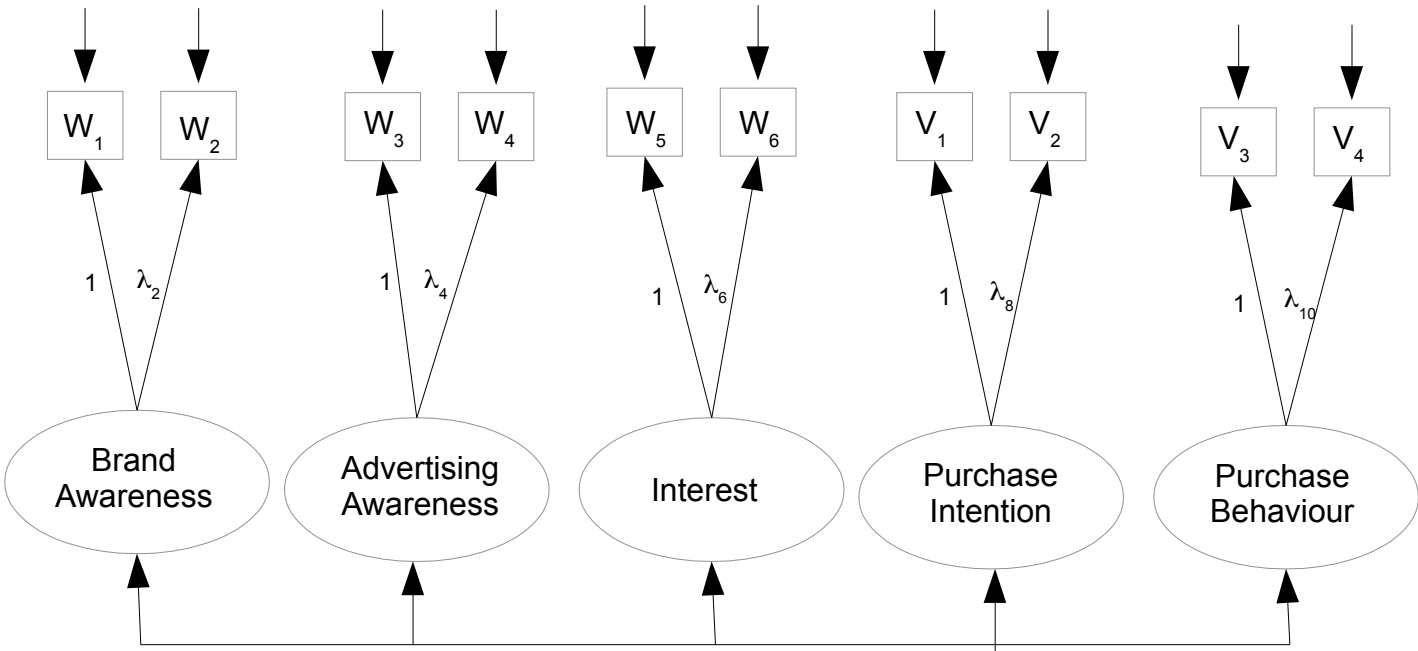 W₁ W₂ W₃ W₄ W₅ W₆ V₁ V₂ V₃ V₄
1 λ₂ 1 λ₄ 1 λ₆ 1 λ₈ 1 λ₁₀
Brand
Awareness
Advertising
Awareness
Interest
Purchase
Intention
Purchase
Behaviour